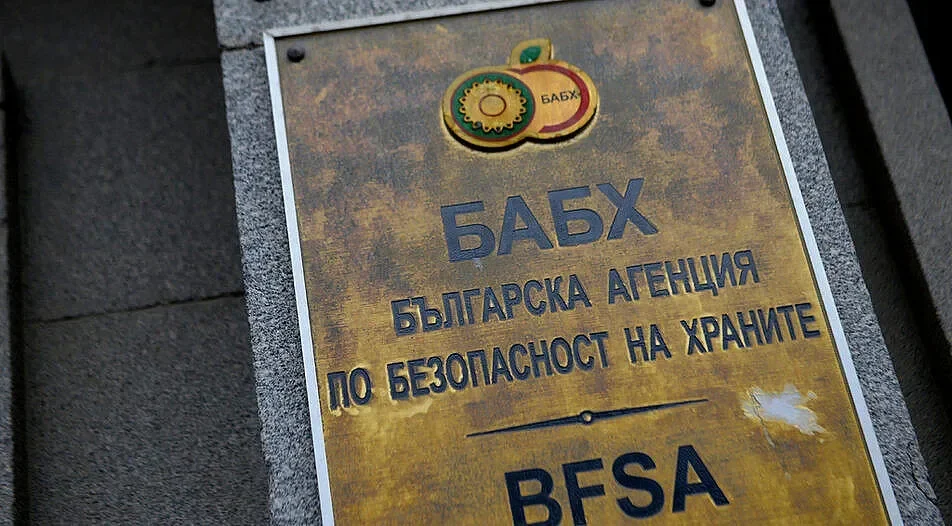 БАБХ
БАБХ
БЪЛГАРСКА АГЕНЦИЯ
ПО БЕЗОПАСНОСТ НА ХРАНИТЕ
BFSA